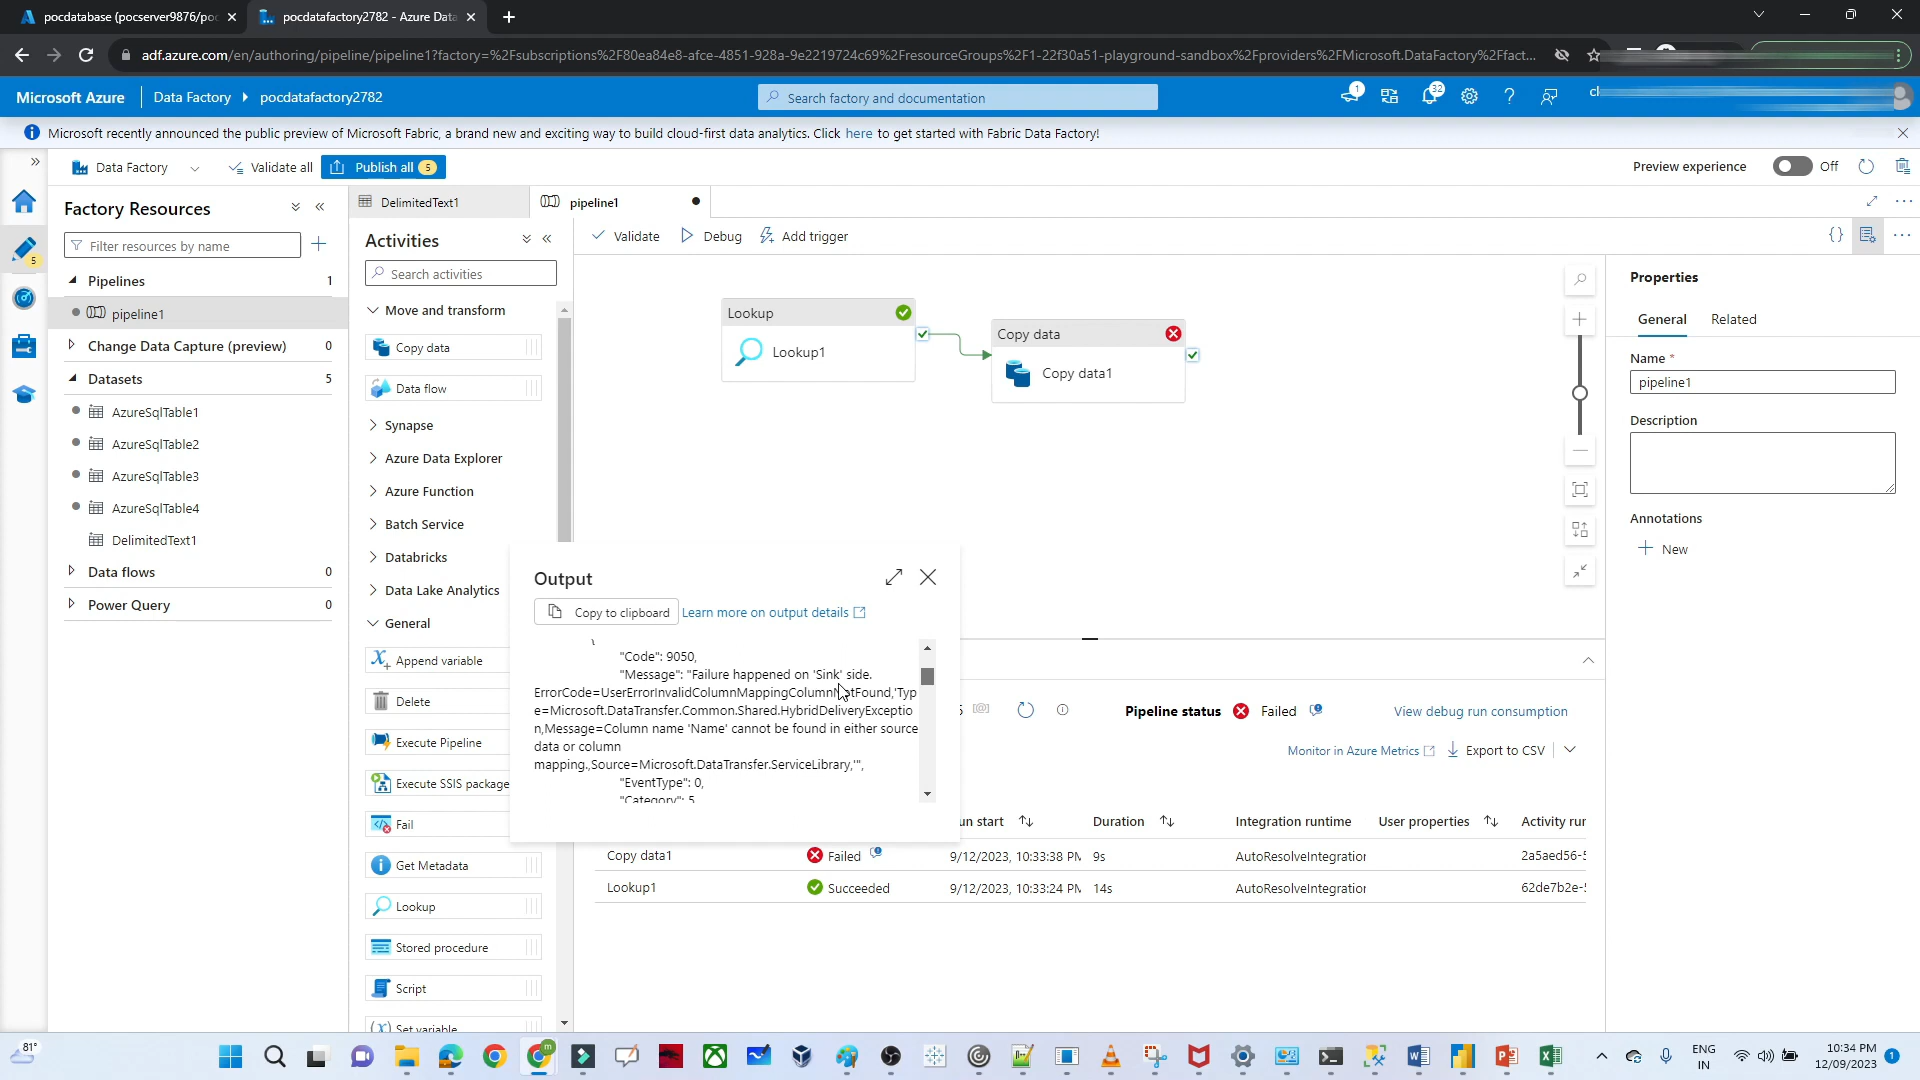 pocdatabase (pocserver9876/poc
pocdatafactory2782 - Azure Data
adf.azure.com/en/authoring/pipeline/pipeline1?factory=%2Fsubscriptions%2F80ea84e8-afce-4851-928a-9e2219724c69%2FresourceGroups%2F1-22f30a51-playground-sandbox%2Fproviders%2FMicrosoft.DataFactory%2Ffact...
Microsoft Azure
Data Factory
pocdatafactory2782
Search factory and documentation
1
32
cl
Microsoft recently announced the public preview of Microsoft Fabric, a brand new and exciting way to build cloud-first data analytics. Click here to get started with Fabric Data Factory!
Data Factory
Validate all
Publish all 5
Preview experience
Off
Factory Resources
5
Filter resources by name
Pipelines 1
pipeline1
Change Data Capture (preview) 0
Datasets 5
AzureSqlTable1
AzureSqlTable2
AzureSqlTable3
AzureSqlTable4
DelimitedText1
Data flows 0
Power Query 0
DelimitedText1
pipeline1
Activities
Search activities
Move and transform
Copy data
Data flow
Synapse
Azure Data Explorer
Azure Function
Batch Service
Databricks
Data Lake Analytics
General
Append variable
Delete
Execute Pipeline
Execute SSIS package
Fail
Get Metadata
Lookup
Stored procedure
Script
Set variable
Validate
Debug
Add trigger
Lookup
Lookup1
Copy data
Copy data1
Properties
General
Related
Name *
pipeline1
Description
Annotations
New
Output
Copy to clipboard
Learn more on output details
"Code": 9050,
"Message": "Failure happened on 'Sink' side.
ErrorCode=UserErrorInvalidColumnMappingColumnNotFound,'Typ
e=Microsoft.DataTransfer.Common.Shared.HybridDeliveryExceptio
n,Message=Column name 'Name' cannot be found in either source
data or column
mapping.,Source=Microsoft.DataTransfer.ServiceLibrary,'",
"EventType": 0,
"Category": 5
Pipeline status
Failed
View debug run consumption
Monitor in Azure Metrics
Export to CSV
un start
Duration
Integration runtime
User properties
Activity rur
Copy data1 Failed 9/12/2023, 10:33:38 PM 9s AutoResolveIntegration 2a5aed56-5
Lookup1 Succeeded 9/12/2023, 10:33:24 PM 14s AutoResolveIntegration 62de7b2e-
81°
ENG
IN
10:34 PM
12/09/2023
1